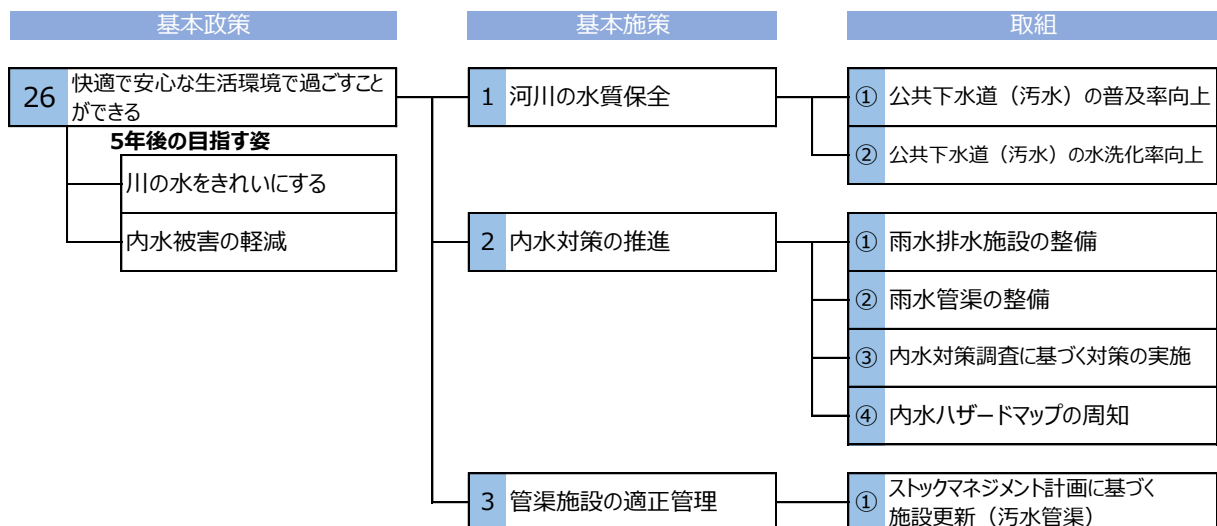 基本政策
基本施策
取組
26
快適で安心な生活環境で過ごすこと
ができる
5年後の目指す姿
川の水をきれいにする
内水被害の軽減
1 河川の水質保全
① 公共下水道（汚水）の普及率向上
② 公共下水道（汚水）の水洗化率向上
2 内水対策の推進
① 雨水排水施設の整備
② 雨水管渠の整備
③ 内水対策調査に基づく対策の実施
④ 内水ハザードマップの周知
3 管渠施設の適正管理
①
ストックマネジメント計画に基づく
施設更新（汚水管渠）